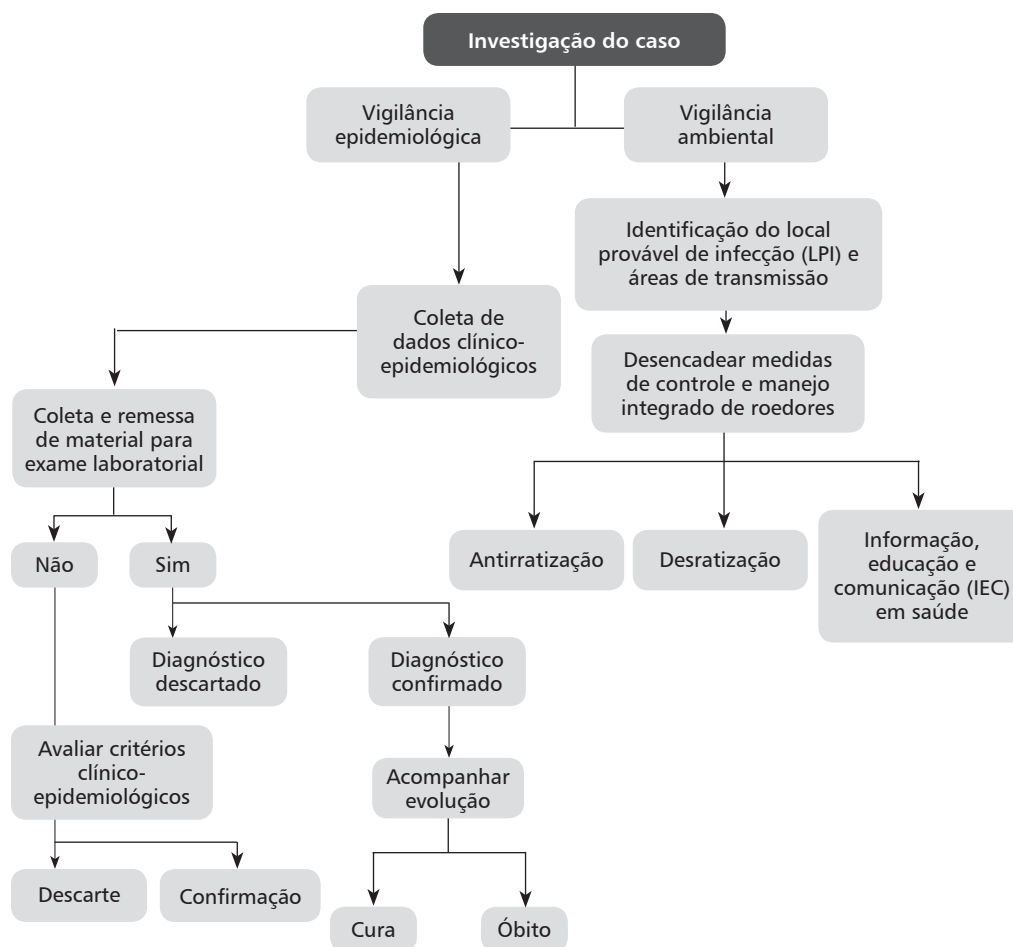 Investigação do caso
Vigilância
epidemiológica
Vigilância
ambiental
Identificação do local
provável de infecção (LPI) e
áreas de transmissão
Coleta de
dados clínico-
epidemiológicos
Desencadear medidas
de controle e manejo
integrado de roedores
Coleta e remessa
de material para
exame laboratorial
Não
Sim
Antirratização
Desratização
Informação,
educação e
comunicação (IEC)
em saúde
Diagnóstico
descartado
Diagnóstico
confirmado
Avaliar critérios
clínico-
epidemiológicos
Acompanhar
evolução
Descarte
Confirmação
Cura
Óbito